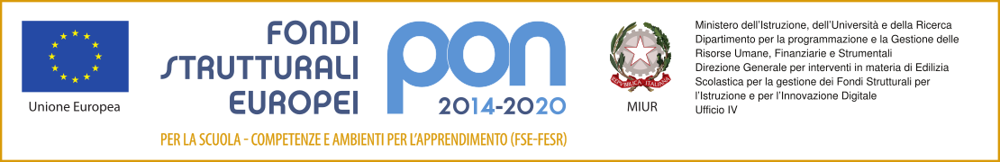 Unione Europea
FONDI
STRUTTURALI
EUROPEI
pon
2014-2020
PER LA SCUOLA - COMPETENZE E AMBIENTI PER L'APPRENDIMENTO (FSE-FESR)
REPVBBLICA ITALIANA
MIUR
Ministero dell'Istruzione, dell'Università e della Ricerca
Dipartimento per la programmazione e la Gestione delle
Risorse Umane, Finanziarie e Strumentali
Direzione Generale per interventi in materia di Edilizia
Scolastica per la gestione dei Fondi Strutturali per
l'Istruzione e per l'Innovazione Digitale
Ufficio IV